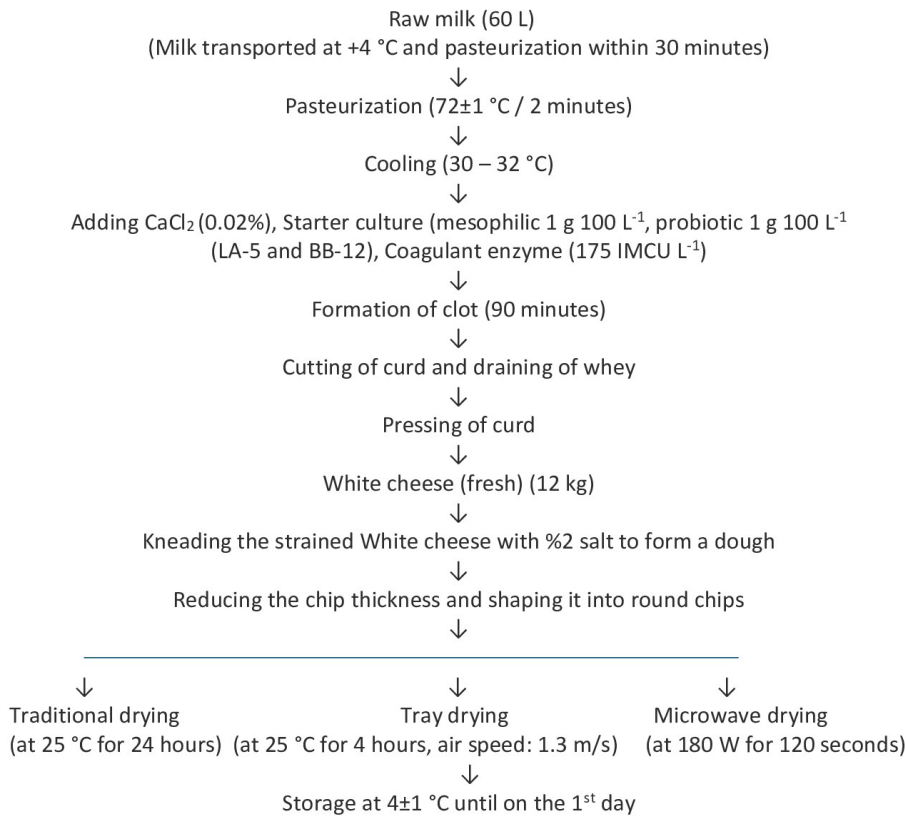 Raw milk (60 L)
(Milk transported at +4 °C and pasteurization within 30 minutes)
↓
Pasteurization (72±1 °C / 2 minutes)
↓
Cooling (30 – 32 °C)
↓
Adding CaCl₂ (0.02%), Starter culture (mesophilic 1 g 100 L⁻¹, probiotic 1 g 100 L⁻¹
(LA-5 and BB-12), Coagulant enzyme (175 IMCU L⁻¹)
↓
Formation of clot (90 minutes)
↓
Cutting of curd and draining of whey
↓
Pressing of curd
↓
White cheese (fresh) (12 kg)
↓
Kneading the strained White cheese with %2 salt to form a dough
↓
Reducing the chip thickness and shaping it into round chips
↓
↓ ↓ ↓
Traditional drying Tray drying Microwave drying
(at 25 °C for 24 hours) (at 25 °C for 4 hours, air speed: 1.3 m/s) (at 180 W for 120 seconds)
↓
Storage at 4±1 °C until on the 1ˢᵗ day